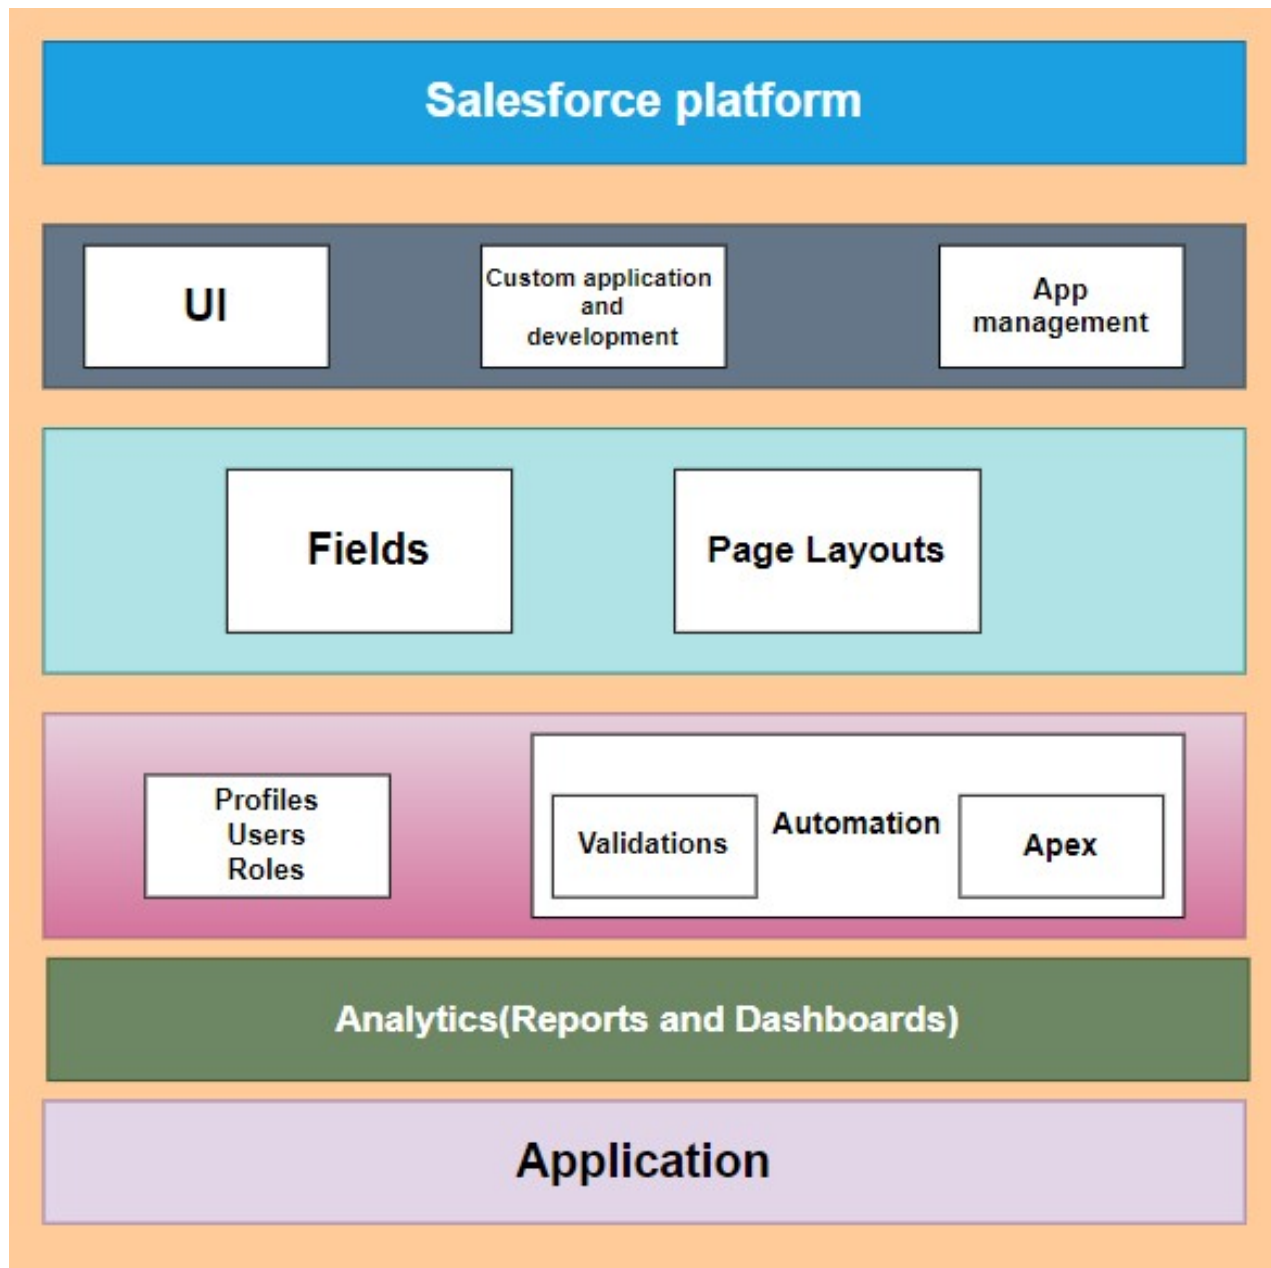 Salesforce platform
UI
Custom application
and
development
App
management
Fields
Page Layouts
Profiles
Users
Roles
Validations
Automation
Apex
Analytics(Reports and Dashboards)
Application